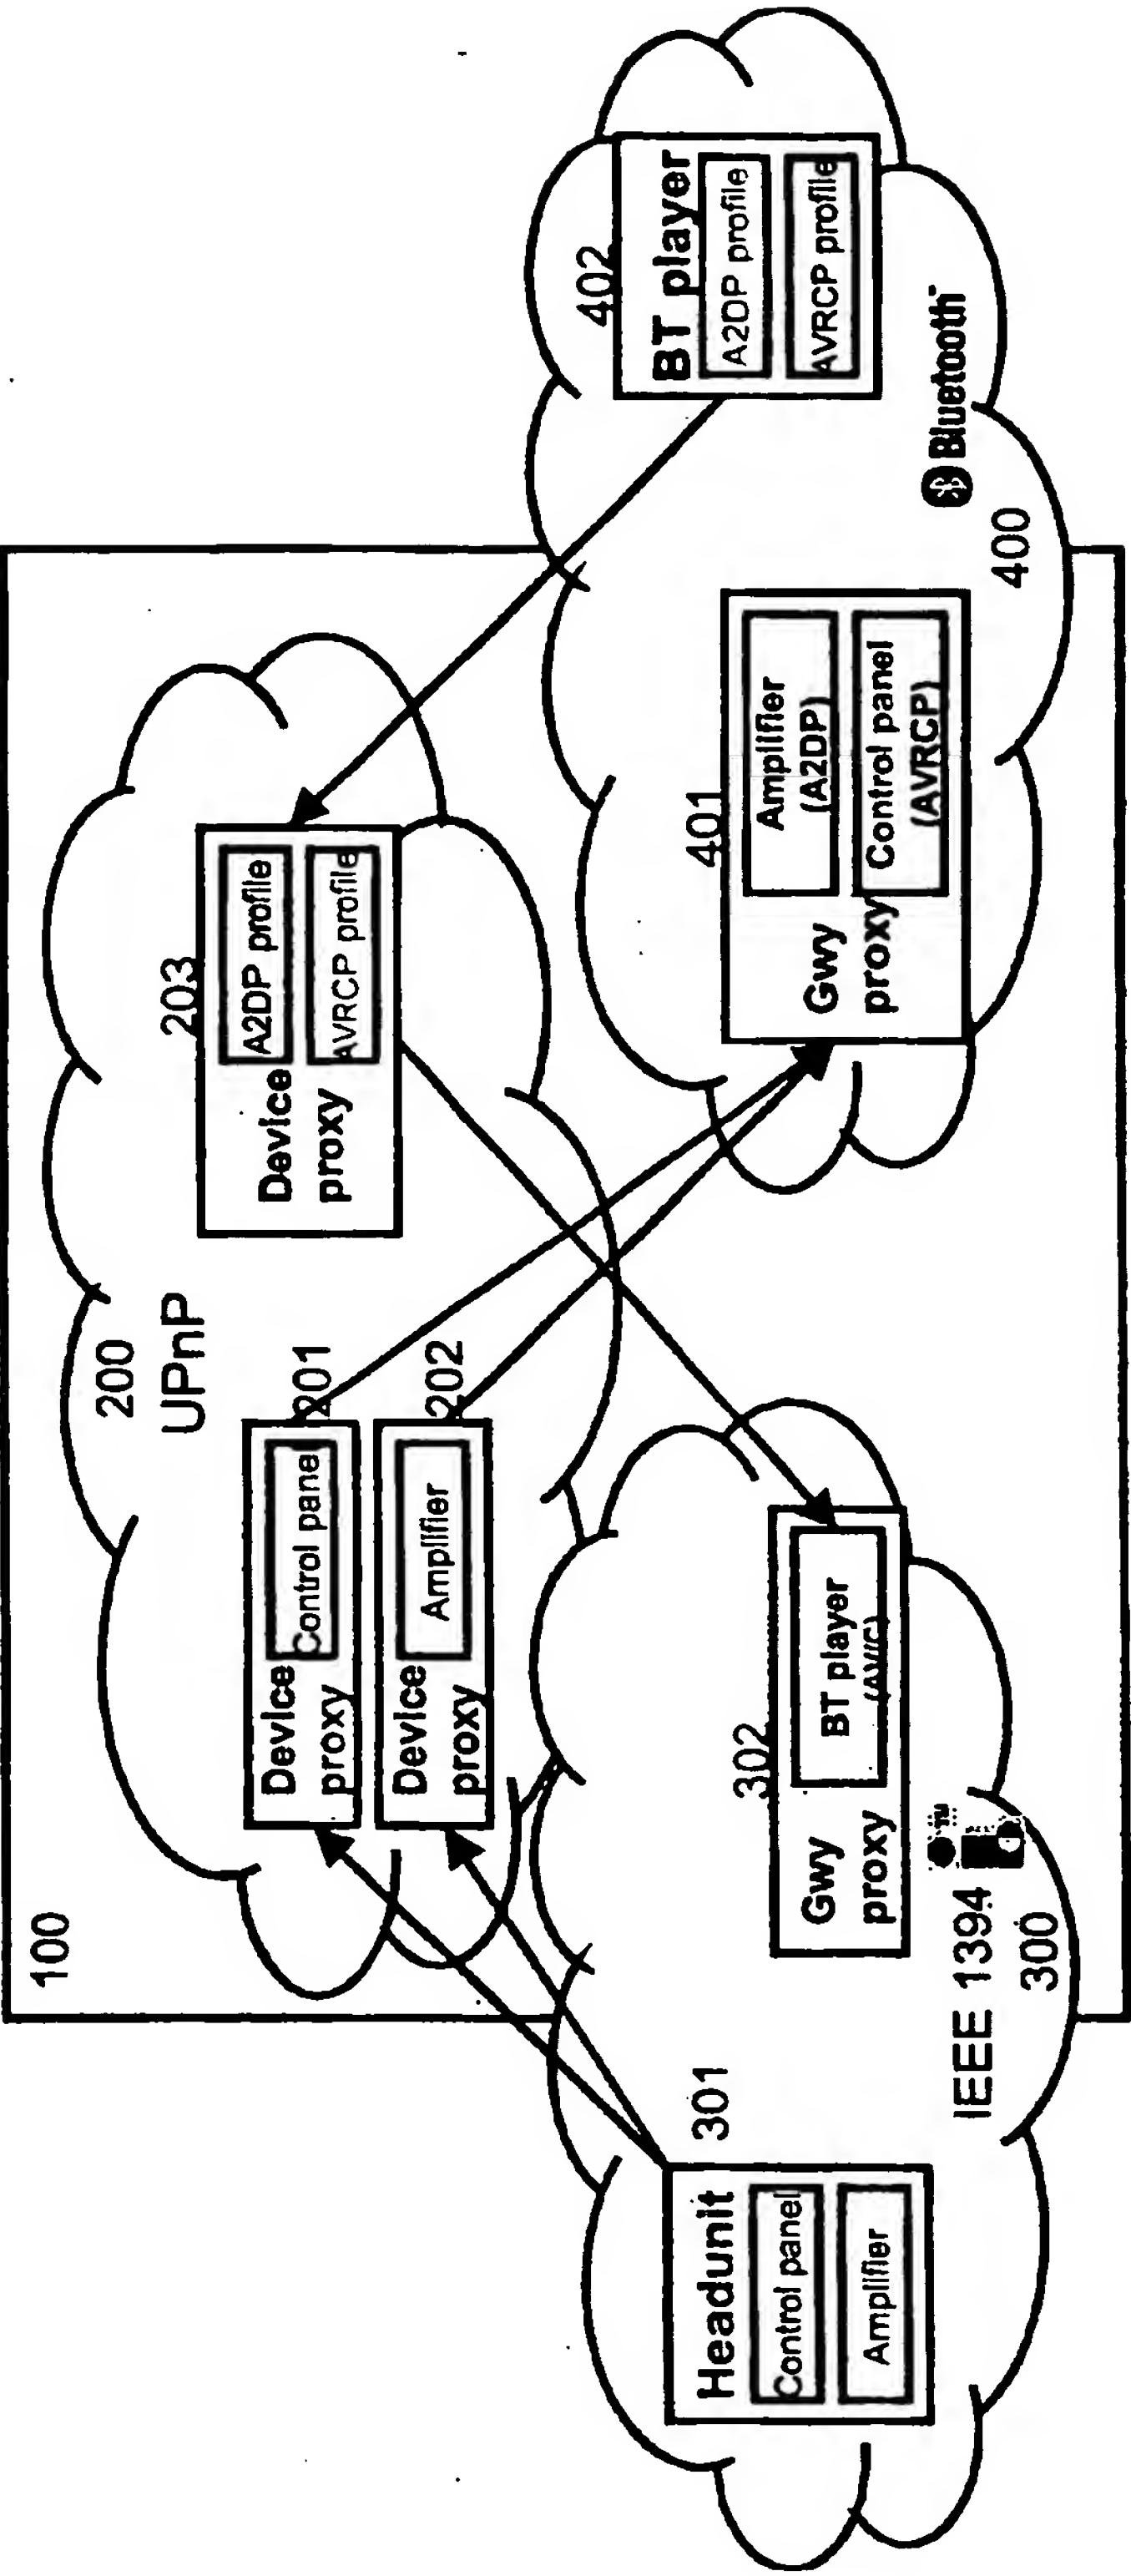 100
200
UPnP
203
Device
proxy
A2DP profile
AVRCP profile
201
Device
proxy
Control panel
202
Device
proxy
Amplifier
301
Headunit
Control panel
Amplifier
302
Gwy
proxy
BT player
(AV/C)
IEEE 1394
TM
300
401
Gwy
proxy
Amplifier
(A2DP)
Control panel
(AVRCP)
402
BT player
A2DP profile
AVRCP profile
Bluetooth
400